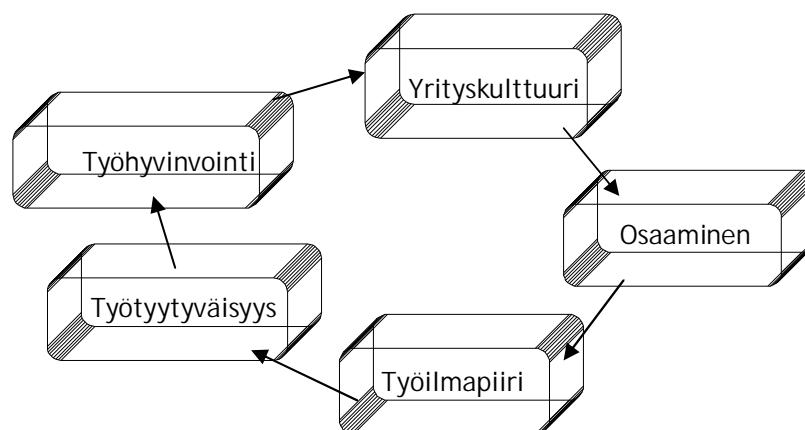 Yrityskulttuuri
Työhyvinvointi
Osaaminen
Työtyytyväisyys
Työilmapiiri